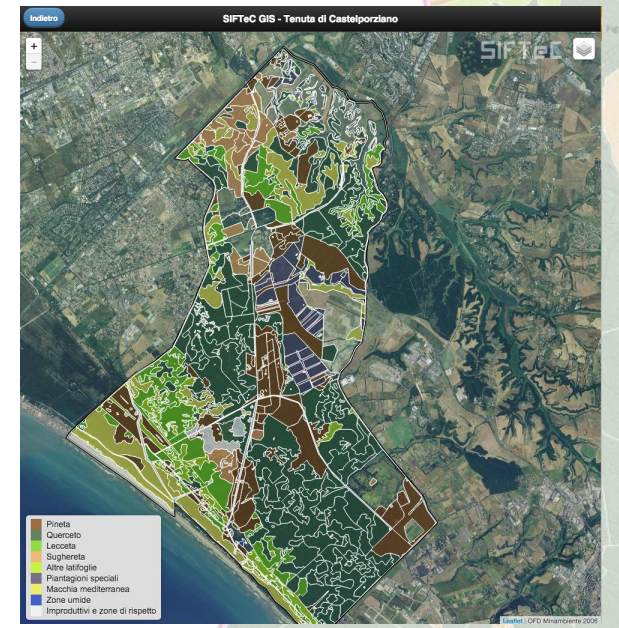 Indietro
SIFTeC GIS - Tenuta di Castelporziano
+
−
SIFTeC
Pineta
Querceto
Lecceta
Sughereta
Altre latifoglie
Piantagioni speciali
Macchia mediterranea
Zone umide
Improduttivi e zone di rispetto
Leaflet | OFD Minambiente 2006